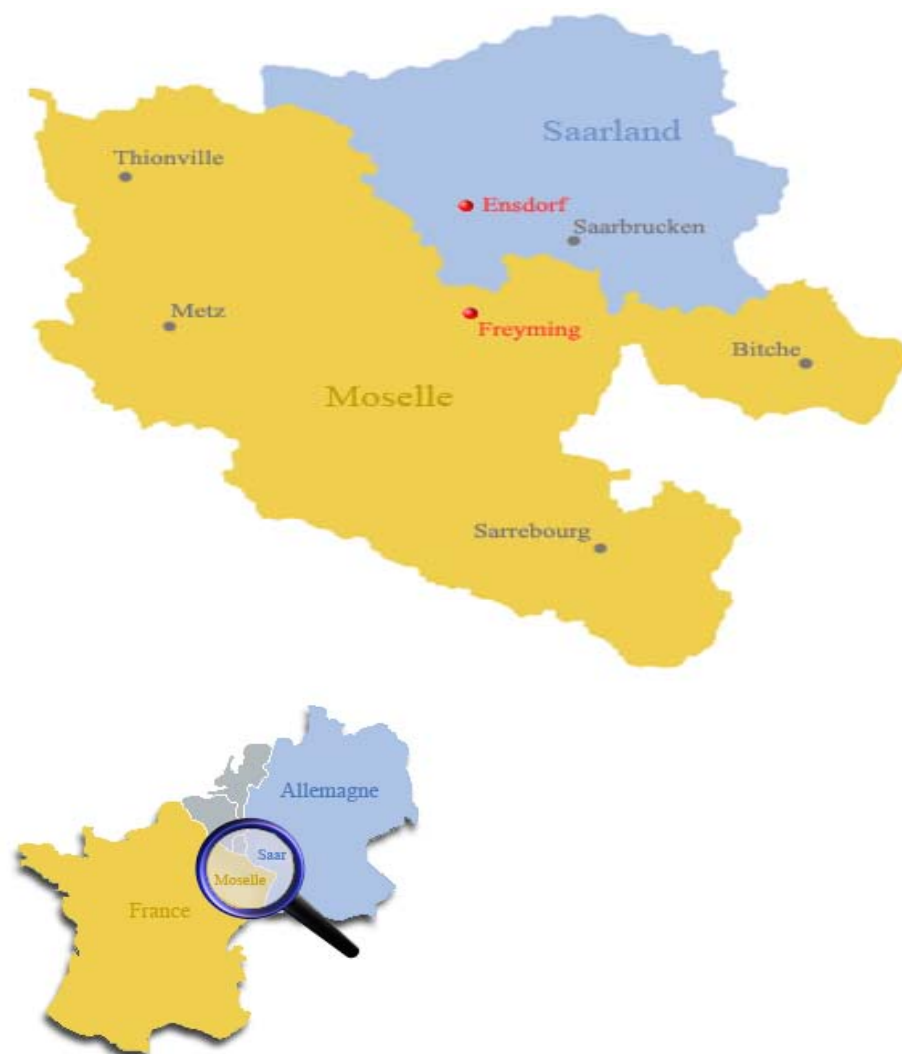 Saarland
Thionville
Ensdorf
Saarbrucken
Metz
Freyming
Bitche
Moselle
Sarrebourg
Allemagne
Saar
Moselle
France